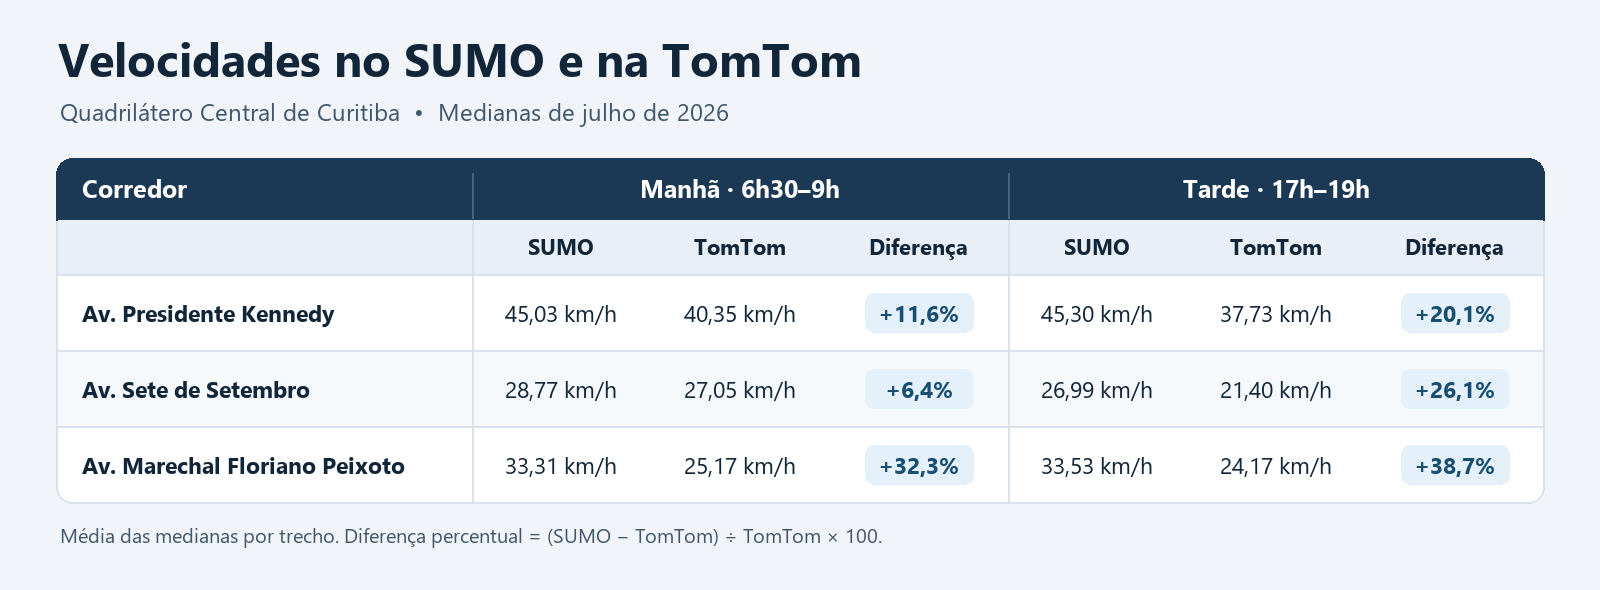 Velocidades no SUMO e na TomTom
Quadrilátero Central de Curitiba • Medianas de julho de 2026
Corredor Manhã · 6h30–9h Tarde · 17h–19h
SUMO TomTom Diferença SUMO TomTom Diferença
Av. Presidente Kennedy 45,03 km/h 40,35 km/h +11,6% 45,30 km/h 37,73 km/h +20,1%
Av. Sete de Setembro 28,77 km/h 27,05 km/h +6,4% 26,99 km/h 21,40 km/h +26,1%
Av. Marechal Floriano Peixoto 33,31 km/h 25,17 km/h +32,3% 33,53 km/h 24,17 km/h +38,7%
Média das medianas por trecho. Diferença percentual = (SUMO − TomTom) ÷ TomTom × 100.